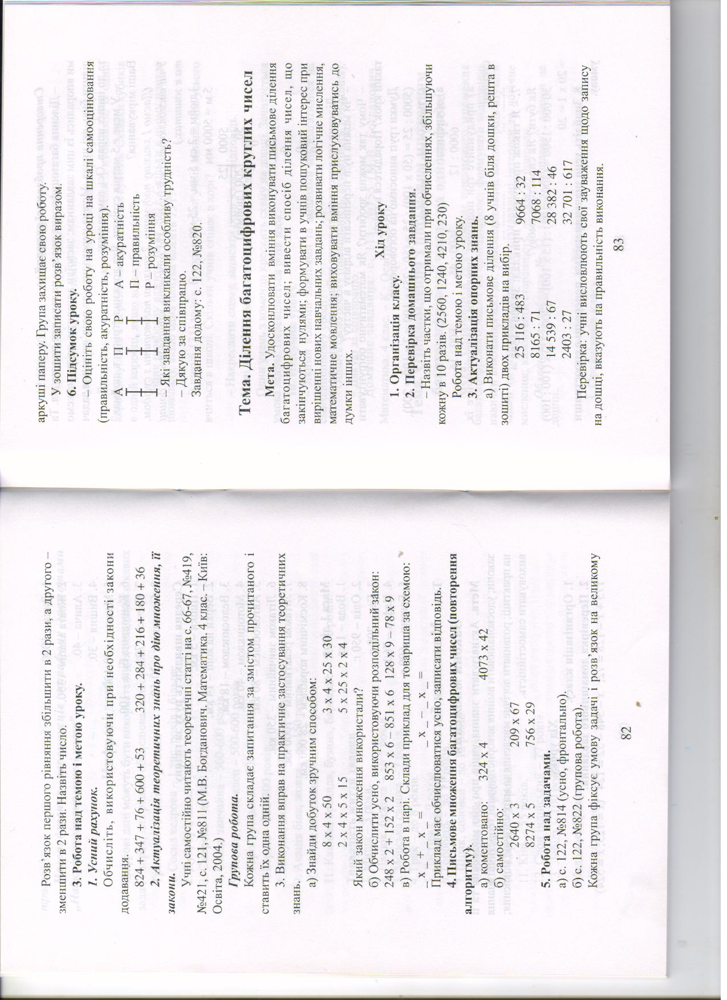 Розв’язок першого рівняння збільшити в 2 рази, а другого –
зменшити в 2 рази. Назвіть число.
3. Робота над темою і метою уроку.
1. Усний рахунок.
Обчисліть, використовуючи при необхідності закони
додавання.
824 + 347 + 76 + 600 + 53 320 + 284 + 216 + 180 + 36
2. Актуалізація теоретичних знань про дію множення, її
закони.
Учні самостійно читають теоретичні статті на с. 66-67, №419,
№421, с. 121, №811 (М.В. Богданович. Математика. 4 клас. – Київ:
Освіта, 2004.)
Групова робота.
Кожна група складає запитання за змістом прочитаного і
ставить їх одна одній.
3. Виконання вправ на практичне застосування теоретичних
знань.
а) Знайди добуток зручним способом:
8 х 4 х 50 3 х 4 х 25 х 30
2 х 4 х 5 х 15 5 х 25 х 2 х 4
Який закон множення використали?
б) Обчислити усно, використовуючи розподільний закон:
248 х 2 + 152 х 2 853 х 6 – 851 х 6 128 х 9 – 78 х 9
в) Робота в парі. Склади приклад для товариша за схемою:
_ х _ + _ х _ = _ х _ – _ х _ =
Приклад має обчислюватися усно, записати відповідь.
4. Письмове множення багатоцифрових чисел (повторення
алгоритму).
а) коментовано: 324 х 4 4073 х 42
б) самостійно:
2640 х 3 209 х 67
8274 х 5 756 х 29
5. Робота над задачами.
а) с. 122, №814 (усно, фронтально).
б) с. 122, №822 (групова робота).
Кожна група фіксує умову задачі і розв’язок на великому
82
аркуші паперу. Група захищає свою роботу.
У зошити записати розв’язок виразом.
6. Підсумок уроку.
– Оцініть свою роботу на уроці на шкалі самооцінювання
(правильність, акуратність, розуміння).
А П Р А – акуратність
П – правильність
Р – розуміння
– Які завдання викликали особливу трудність?
– Дякую за співпрацю.
Завдання додому: с. 122, №820.
Тема. Ділення багатоцифрових круглих чисел
Мета. Удосконлювати вміння виконувати письмове ділення
багатоцифрових чисел; вивести спосіб ділення чисел, що
закінчуються нулями; формувати в учнів пошуковий інтерес при
вирішенні нових навчальних завдань; розвивати логічне мислення,
математичне мовлення; виховувати вміння прислуховуватись до
думки інших.
Хід уроку
1. Організація класу.
2. Перевірка домашнього завдання.
– Назвіть частки, що отримали при обчисленнях, збільшуючи
кожну в 10 разів. (2560, 1240, 4210, 230)
Робота над темою і метою уроку.
3. Актуалізація опорних знань.
а) Виконати письмове ділення (8 учнів біля дошки, решта в
зошиті) двох прикладів на вибір.
25 116 : 483 9664 : 32
8165 : 71 7068 : 114
14 539 : 67 28 382 : 46
2403 : 27 32 701 : 617
Перевірка: учні висловлюють свої зауваження щодо запису
на дошці, вказують на правильність виконання.
83